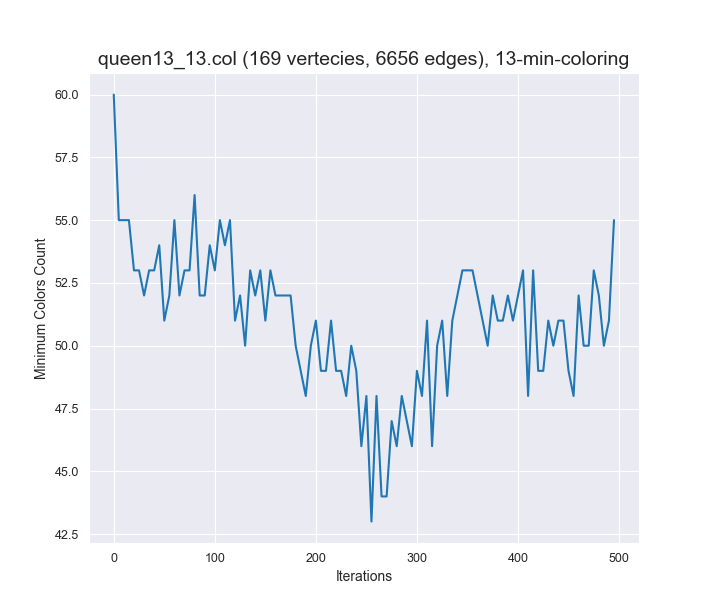 queen13_13.col (169 vertecies, 6656 edges), 13-min-coloring
60.0
57.5
55.0
52.5
50.0
47.5
45.0
42.5
Minimum Colors Count
0 100 200 300 400 500
Iterations